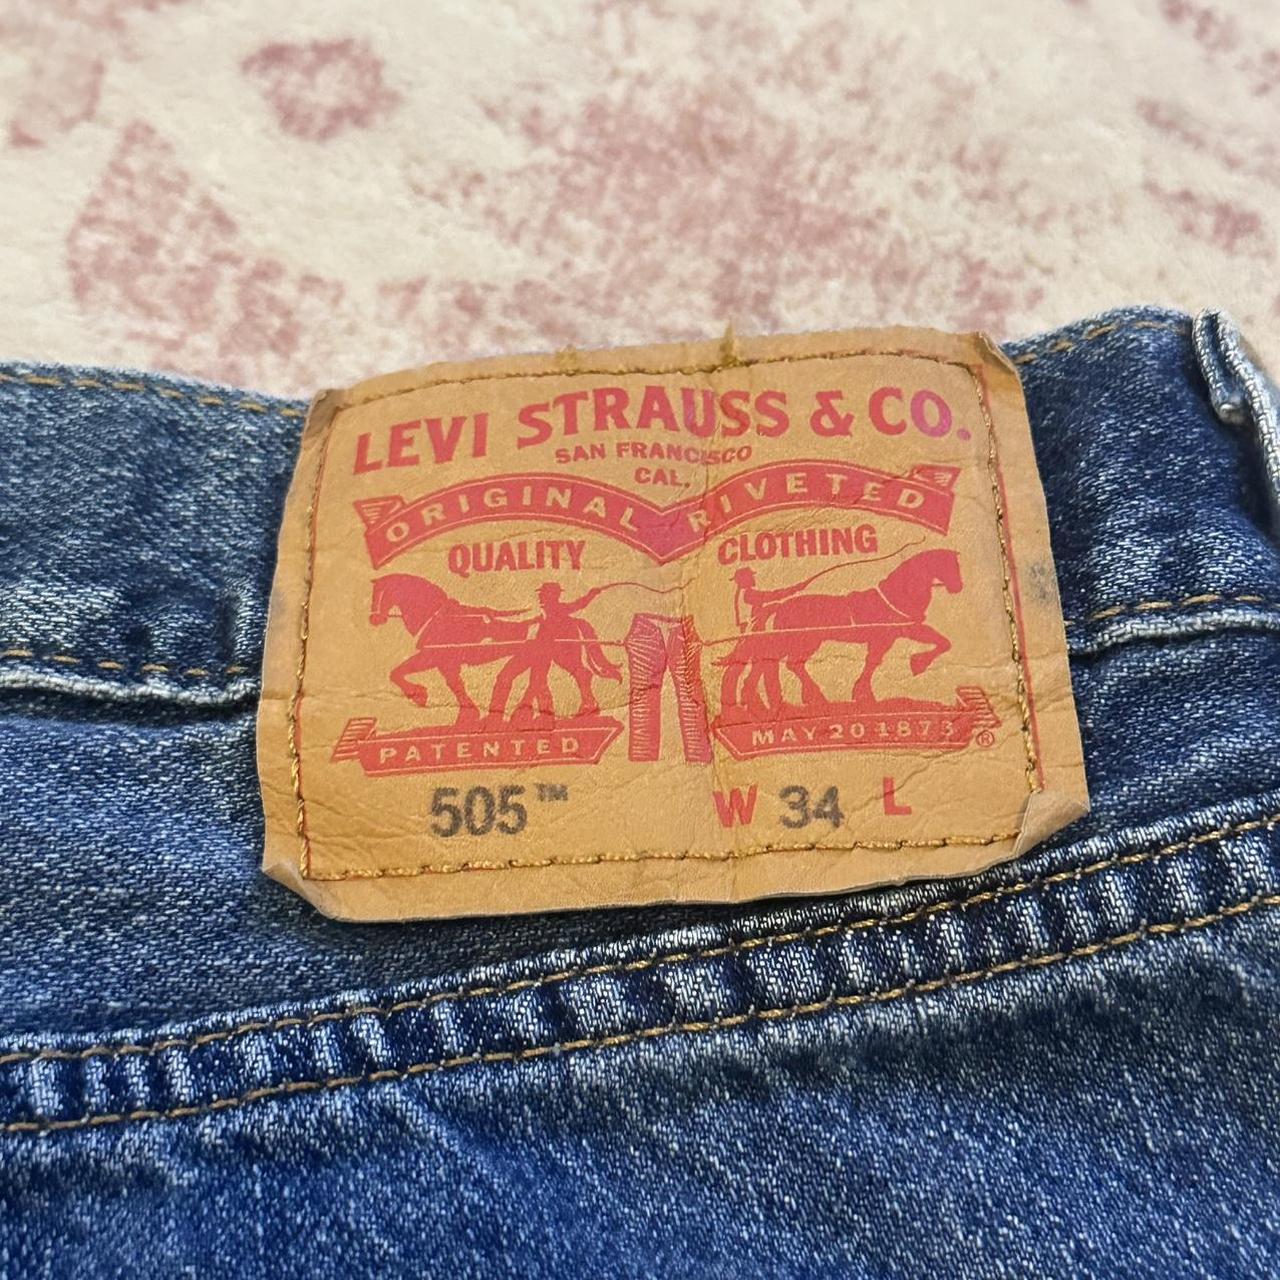 LEVI STRAUSS & CO.
SAN FRANCISCO
CAL.
ORIGINAL RIVETED
QUALITY CLOTHING
PATENTED MAY 20 1873 ®
505™ W 34 L